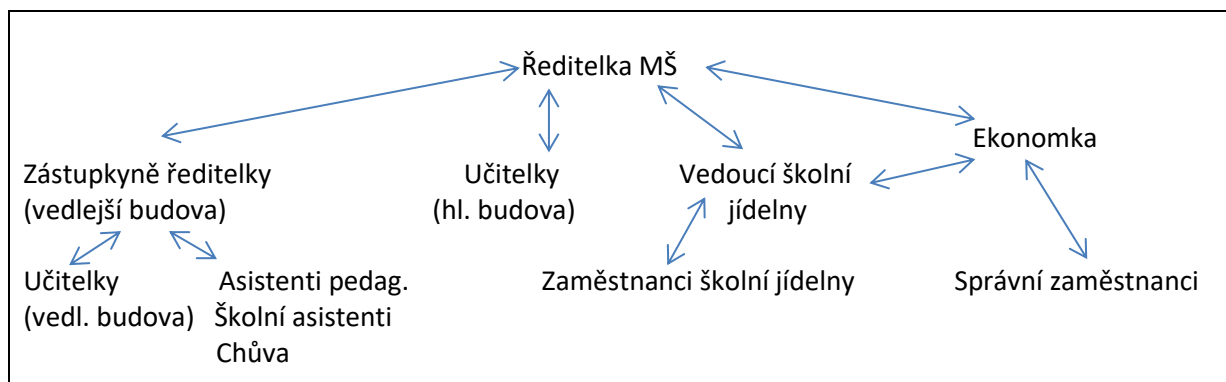 Ředitelka MŠ
Ekonomka
Zástupkyně ředitelky
(vedlejší budova)
Učitelky
(hl. budova)
Vedoucí školní
jídelny
Učitelky
(vedl. budova)
Asistenti pedag.
Školní asistenti
Chůva
Zaměstnanci školní jídelny
Správní zaměstnanci